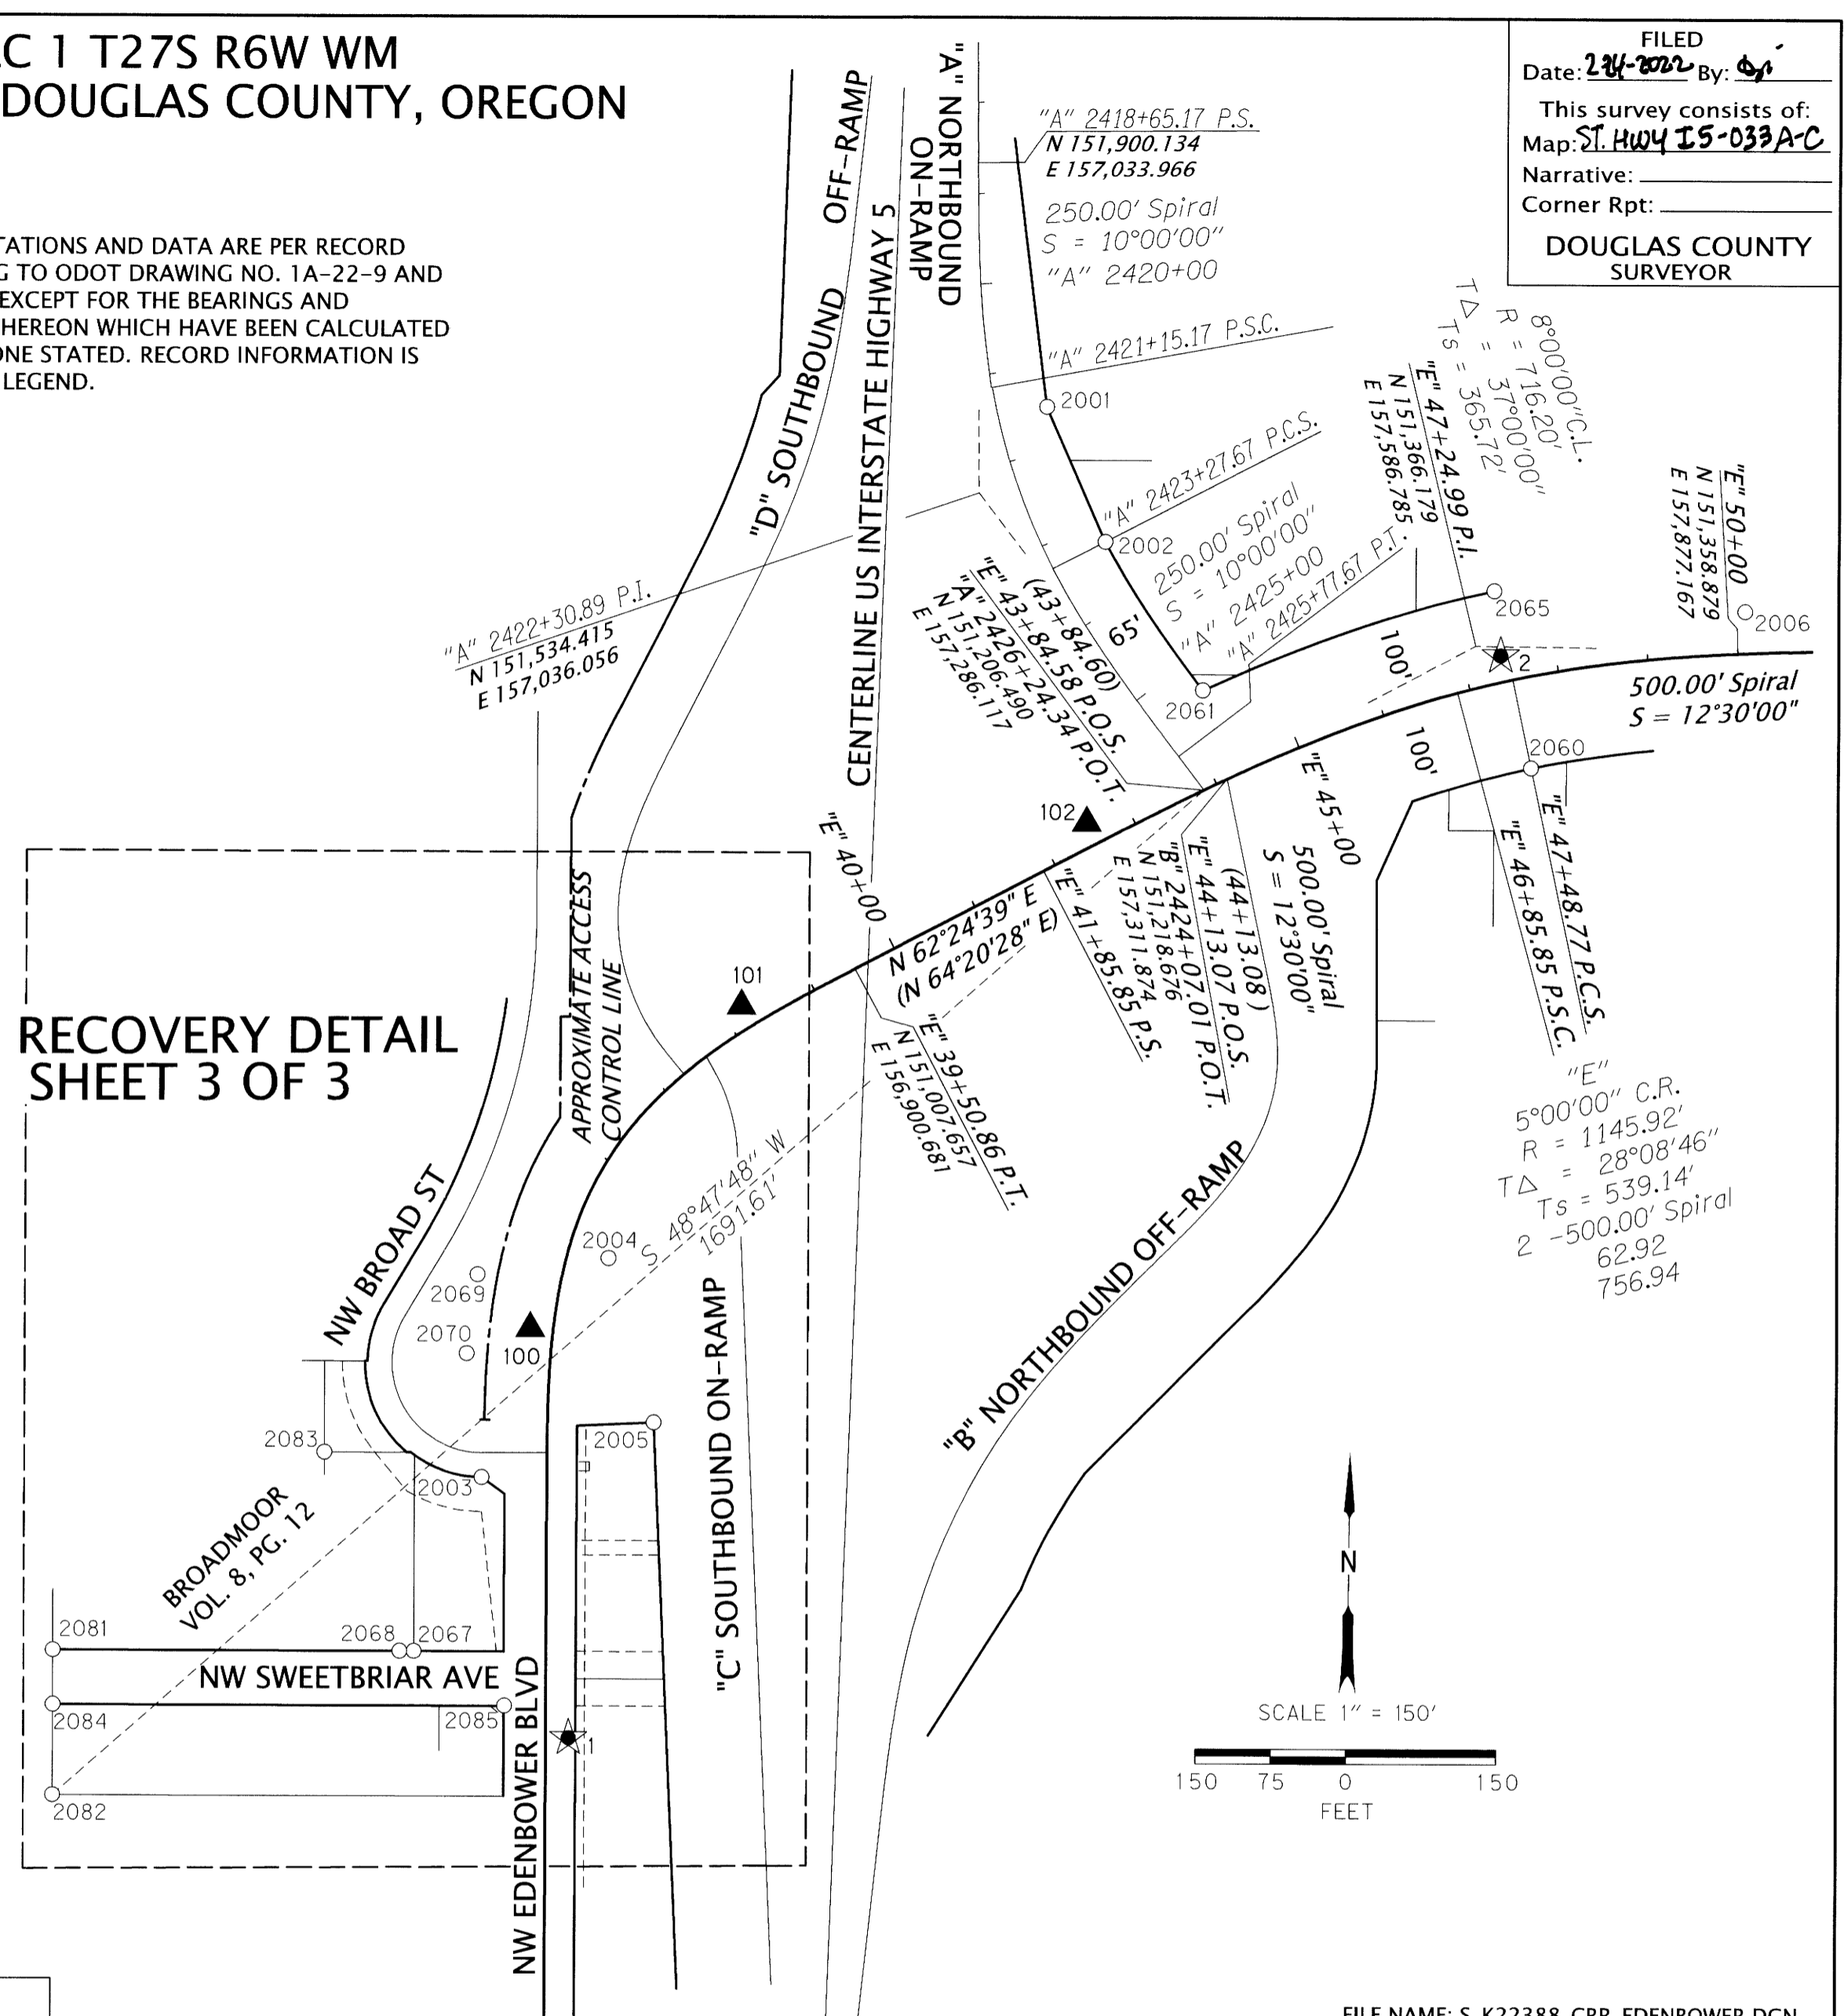 C 1 T27S R6W WM
DOUGLAS COUNTY, OREGON
TATIONS AND DATA ARE PER RECORD
G TO ODOT DRAWING NO. 1A-22-9 AND
EXCEPT FOR THE BEARINGS AND
HEREON WHICH HAVE BEEN CALCULATED
ONE STATED. RECORD INFORMATION IS
LEGEND.
FILED
Date: 2-24-2022 By:
This survey consists of:
Map: ST. HWY I5-033A-C
Narrative:
Corner Rpt:
DOUGLAS COUNTY
SURVEYOR
"D" SOUTHBOUND OFF-RAMP
CENTERLINE US INTERSTATE HIGHWAY 5
"A" NORTHBOUND
ON-RAMP
"A" 2418+65.17 P.S.
N 151,900.134
E 157,033.966
250.00' Spiral
S = 10°00'00"
"A" 2420+00
"A" 2421+15.17 P.S.C.
2001
"A" 2423+27.67 P.C.S.
2002
250.00' Spiral
S = 10°00'00"
"A" 2425+00
"A" 2425+77.67 P.T.
"A" 2422+30.89 P.I.
N 151,534.415
E 157,036.056
(43+84.60)
"E" 43+84.58 P.O.S.
"A" 2426+24.34 P.O.T.
N 151,206.490
E 157,286.117
65'
2061
8°00'00"C.L.
R = 716.20'
T△ = 37°00'00"
Ts = 365.72'
"E" 47+24.99 P.I.
N 151,366.179
E 157,586.785
2065
100'
2
"E" 50+00
N 151,358.879
E 157,877.167
2006
500.00' Spiral
S = 12°30'00"
100'
2060
"E" 47+48.77 P.C.S.
"E" 46+85.85 P.S.C.
"E" 45+00
500.00' Spiral
S = 12°30'00"
(44+13.08 )
"E" 44+13.07 P.O.S.
"B" 2424+07.01 P.O.T.
N 151,218.676
E 157,311.874
"E" 41+85.85 P.S.
102
"E" 40+00
N 62°24'39" E
(N 64°20'28" E)
"E" 39+50.86 P.T.
N 151,007.657
E 156,900.681
101
"E"
5°00'00" C.R.
R = 1145.92'
T△ = 28°08'46"
Ts = 539.14'
2 -500.00' Spiral
62.92
756.94
APPROXIMATE ACCESS
CONTROL LINE
RECOVERY DETAIL
SHEET 3 OF 3
S 48°47'48" W
1691.61'
2004
NW BROAD ST
2069
2070
100
"B" NORTHBOUND OFF-RAMP
"C" SOUTHBOUND ON-RAMP
2083
2005
2003
BROADMOOR
VOL. 8, PG. 12
2081
2068
2067
NW SWEETBRIAR AVE
2084
2085
1
2082
NW EDENBOWER BLVD
N
SCALE 1" = 150'
150 75 0 150
FEET
FILE NAME: S_K22388_CRR_EDENBOWER.DGN